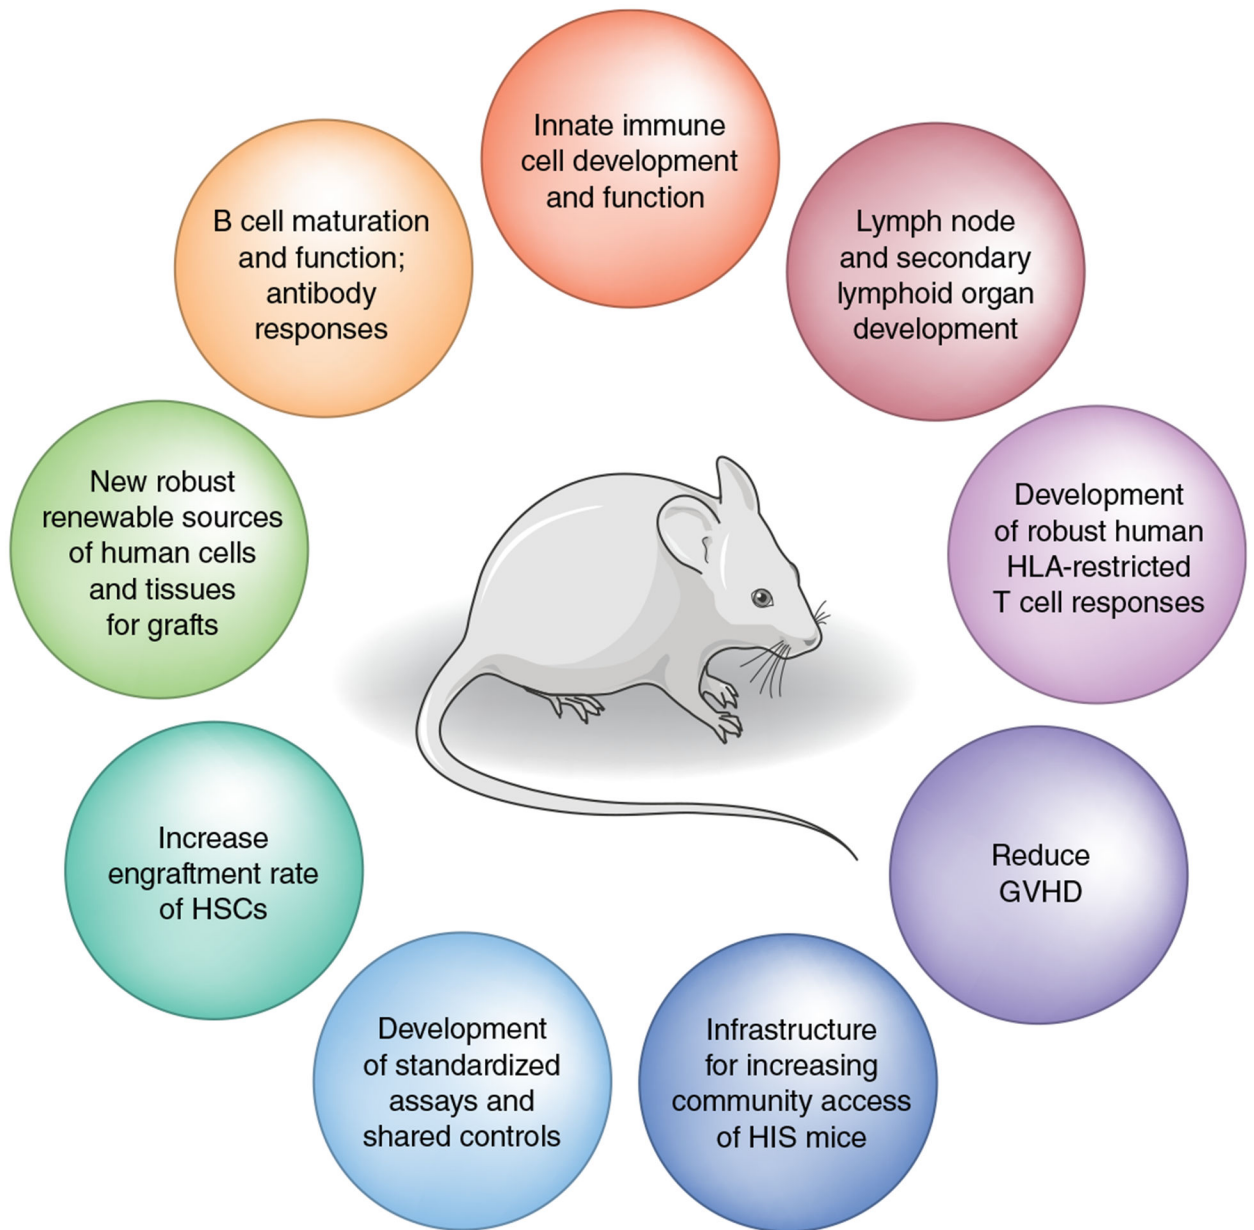 Innate immune
cell development
and function
Lymph node
and secondary
lymphoid organ
development
Development
of robust human
HLA-restricted
T cell responses
Reduce
GVHD
Infrastructure
for increasing
community access
of HIS mice
Development
of standardized
assays and
shared controls
Increase
engraftment rate
of HSCs
New robust
renewable sources
of human cells
and tissues
for grafts
B cell maturation
and function;
antibody
responses